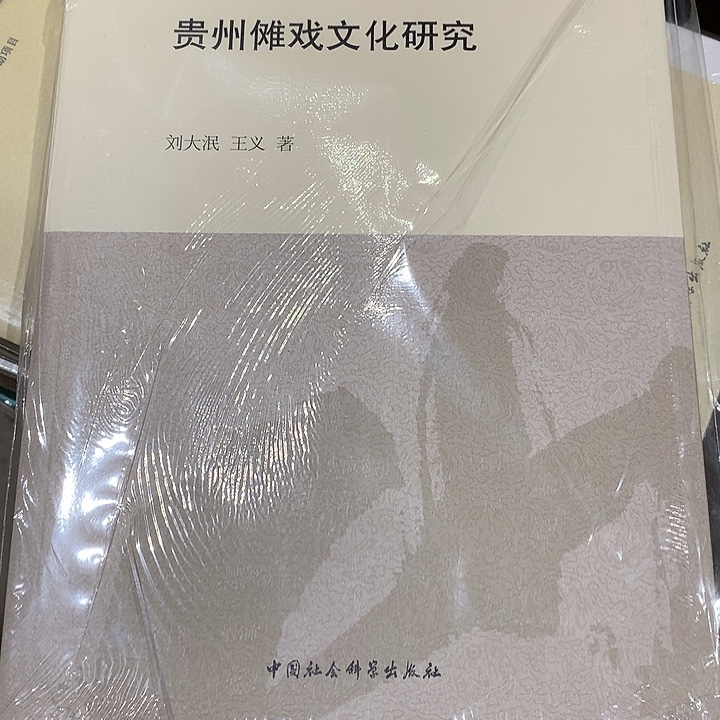 贵州傩戏文化研究
刘大泯 王义 著
中国社会科学出版社